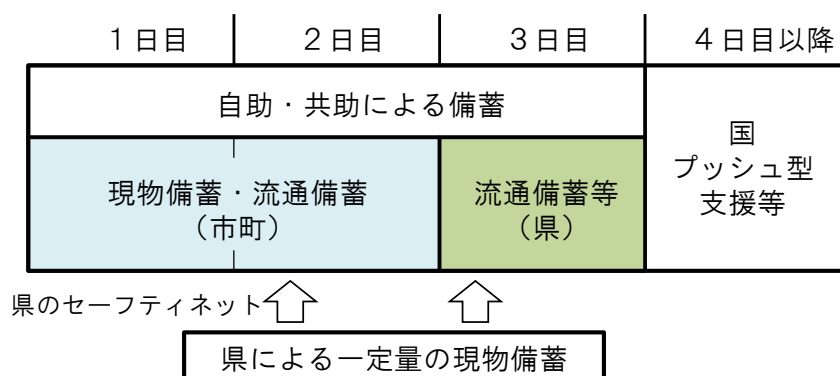 1日目 2日目 3日目 4日目以降
自助・共助による備蓄
現物備蓄・流通備蓄
（市町）
流通備蓄等
（県）
国
プッシュ型
支援等
県のセーフティネット
県による一定量の現物備蓄